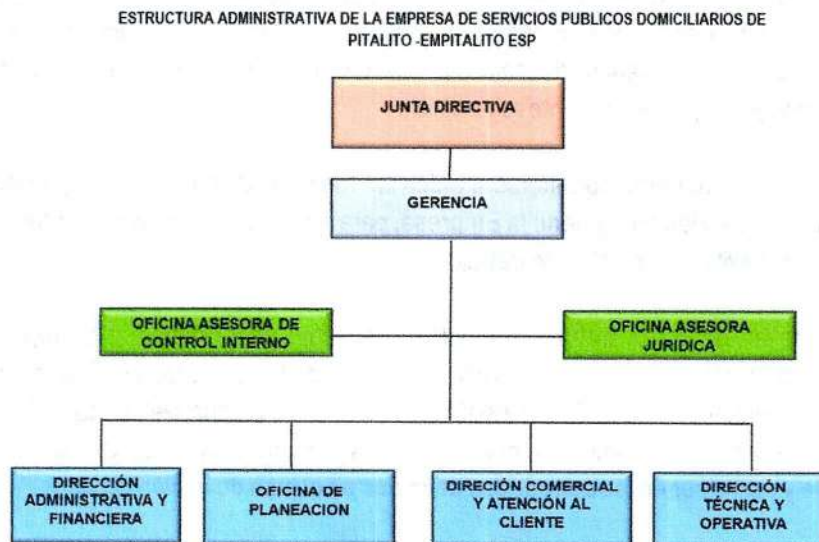 ESTRUCTURA ADMINISTRATIVA DE LA EMPRESA DE SERVICIOS PUBLICOS DOMICILIARIOS DE
PITALITO -EMPITALITO ESP
JUNTA DIRECTIVA
GERENCIA
OFICINA ASESORA DE
CONTROL INTERNO
OFICINA ASESORA
JURIDICA
DIRECCIÓN
ADMINISTRATIVA Y
FINANCIERA
OFICINA DE
PLANEACION
DIRECIÓN COMERCIAL
Y ATENCIÓN AL
CLIENTE
DIRECCIÓN
TÉCNICA Y
OPERATIVA